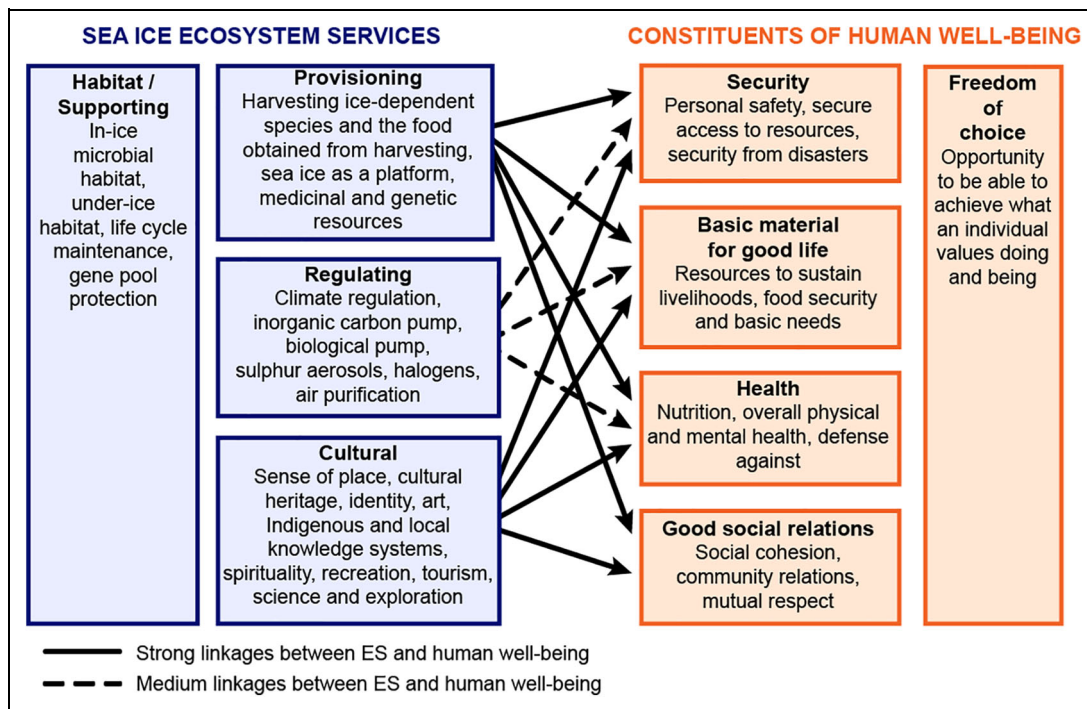 SEA ICE ECOSYSTEM SERVICES
Habitat /
Supporting
In-ice
microbial
habitat,
under-ice
habitat, life cycle
maintenance,
gene pool
protection
Provisioning
Harvesting ice-dependent
species and the food
obtained from harvesting,
sea ice as a platform,
medicinal and genetic
resources
Regulating
Climate regulation,
inorganic carbon pump,
biological pump,
sulphur aerosols, halogens,
air purification
Cultural
Sense of place, cultural
heritage, identity, art,
Indigenous and local
knowledge systems,
spirituality, recreation, tourism,
science and exploration
CONSTITUENTS OF HUMAN WELL-BEING
Security
Personal safety, secure
access to resources,
security from disasters
Basic material
for good life
Resources to sustain
livelihoods, food security
and basic needs
Health
Nutrition, overall physical
and mental health, defense
against
Good social relations
Social cohesion,
community relations,
mutual respect
Freedom
of
choice
Opportunity
to be able to
achieve what
an individual
values doing
and being
Strong linkages between ES and human well-being
Medium linkages between ES and human well-being